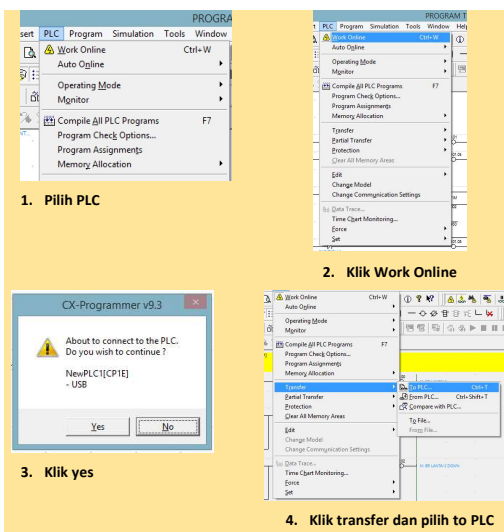 PROGRA
sert PLC Program Simulation Tools Window
Work Online Ctrl+W
Auto Online
Operating Mode
Monitor
Compile All PLC Programs F7
Program Check Options...
Program Assignments
Memory Allocation
1. Pilih PLC
PROGRAM T
PLC Program Simulation Tools Window Help
Work Online Ctrl+W
Auto Online
Operating Mode
Monitor
Compile All PLC Programs F7
Program Check Options...
Program Assignments
Memory Allocation
Transfer
Partial Transfer
Protection
Clear All Memory Areas
Edit
Change Model
Change Communication Settings
Data Trace...
Time Chart Monitoring...
Force
Set
2. Klik Work Online
CX-Programmer v9.3
About to connect to the PLC.
Do you wish to continue ?
NewPLC1[CP1E]
- USB
Yes No
3. Klik yes
Work Online Ctrl+W
Auto Online
Operating Mode
Monitor
Compile All PLC Programs F7
Program Check Options...
Program Assignments
Memory Allocation
Transfer To PLC... Ctrl+T
Partial Transfer From PLC... Ctrl+Shift+T
Protection Compare with PLC...
Clear All Memory Areas To File...
Edit From File...
Change Model
Change Communication Settings
Data Trace...
Time Chart Monitoring...
Force
Set
4. Klik transfer dan pilih to PLC